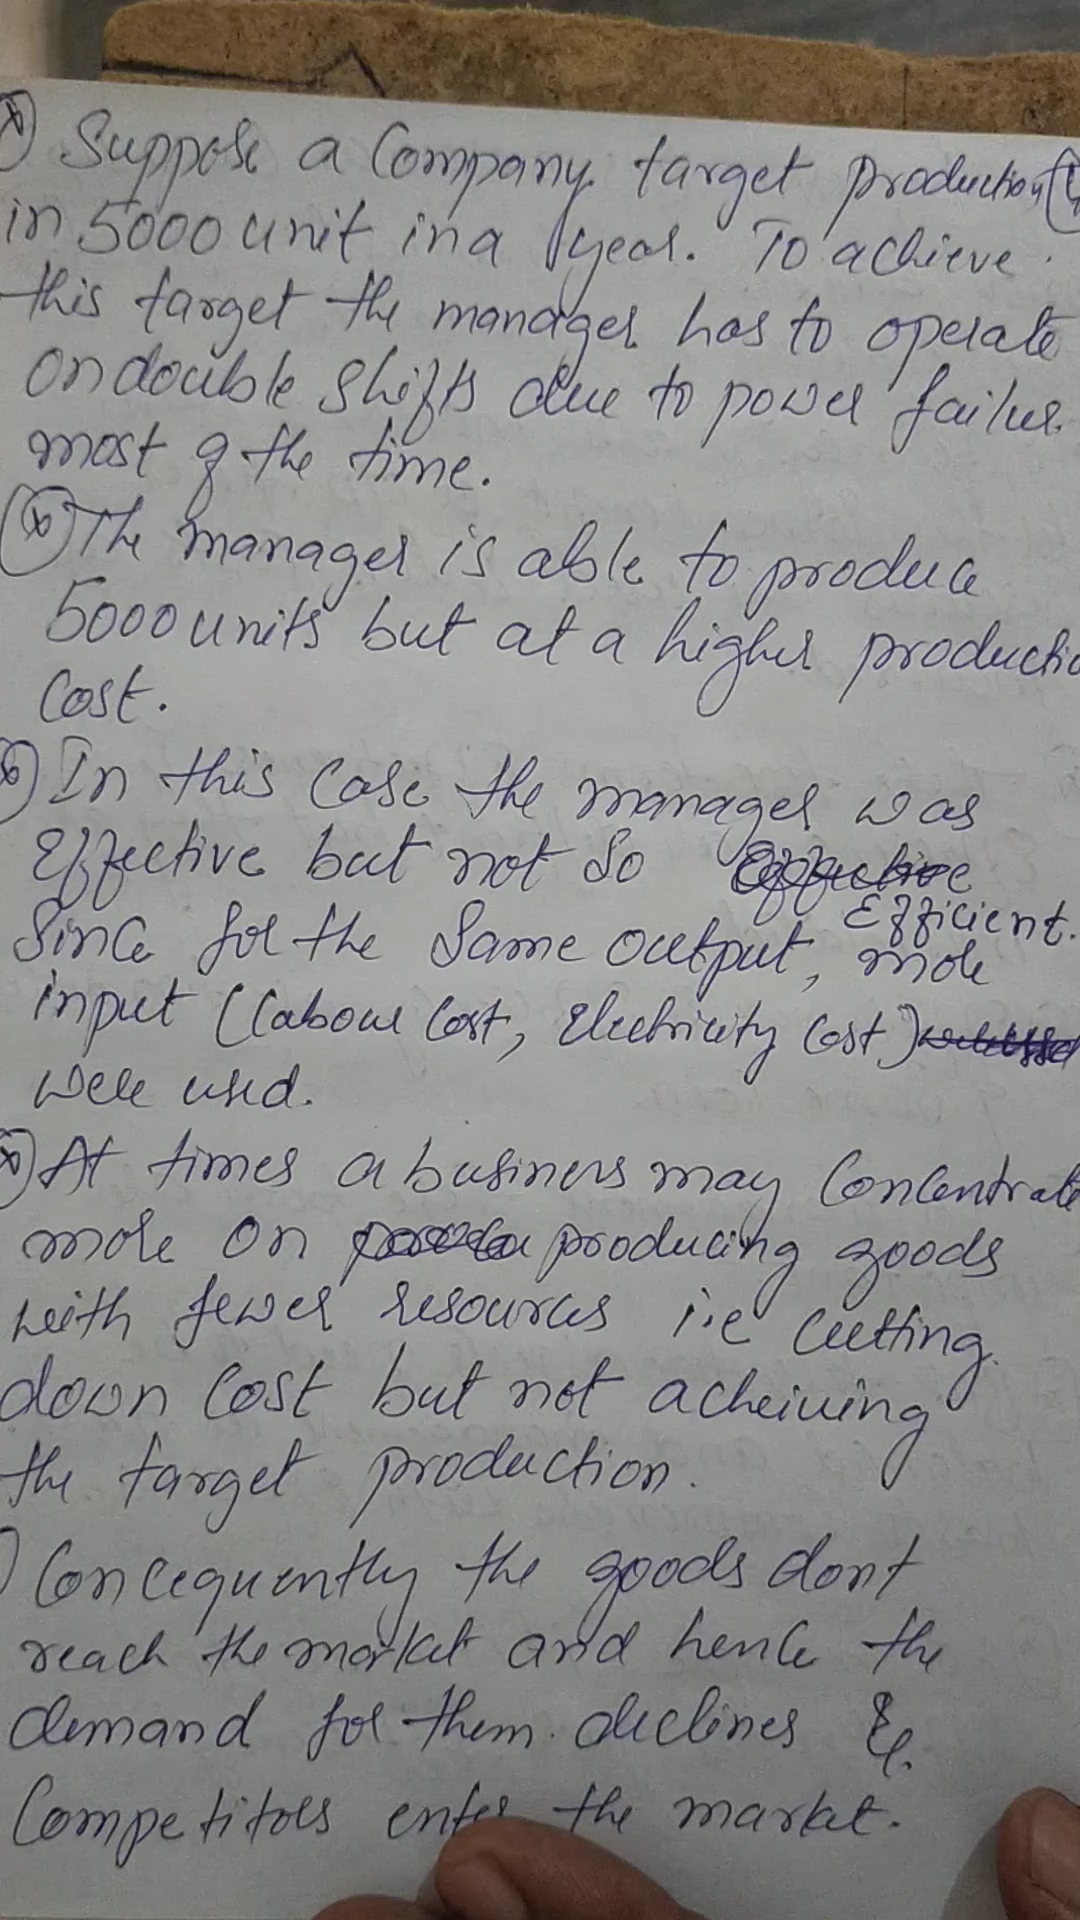 Suppose a Company target production
in 5000 unit in a year. To achieve
this target the manager has to operate
on double shifts due to power failure
most of the time.
The manager is able to produce
5000 units but at a higher productio
Cost.
In this Case the manager was
Effective but not so Effective
Efficient.
Since for the Same output, more
input (labour Cost, Electricity Cost)
were used.
At times a business may Concentrate
more on producing goods
with fewer resources i.e cutting
down Cost but not acheiving
the target production.
Concequently the goods dont
reach the market and hence the
demand for them declines &
Competitors enter the market.